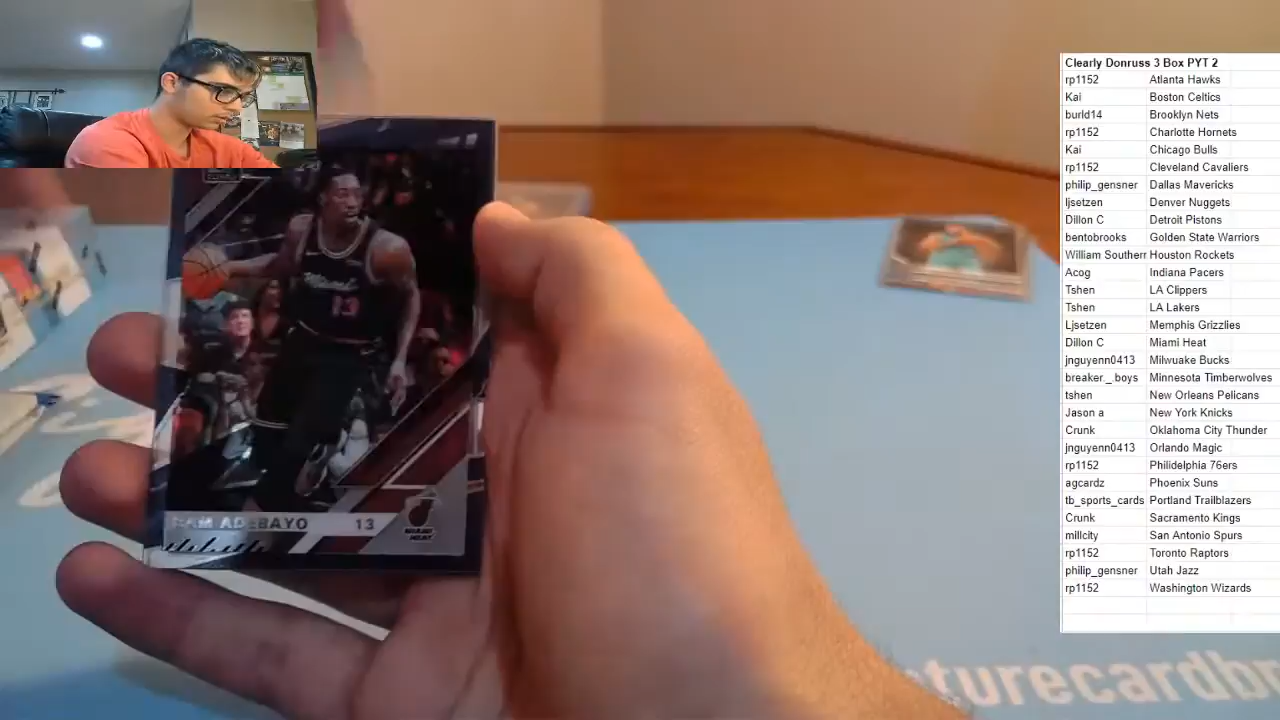 Clearly Donruss 3 Box PYT 2
rp1152 Atlanta Hawks
Kai Boston Celtics
burld14 Brooklyn Nets
rp1152 Charlotte Hornets
Kai Chicago Bulls
rp1152 Cleveland Cavaliers
philip_gensner Dallas Mavericks
ljsetzen Denver Nuggets
Dillon C Detroit Pistons
bentobrooks Golden State Warriors
William Southerr Houston Rockets
Acog Indiana Pacers
Tshen LA Clippers
Tshen LA Lakers
Ljsetzen Memphis Grizzlies
Dillon C Miami Heat
jnguyenn0413 Milwuake Bucks
breaker_boys Minnesota Timberwolves
tshen New Orleans Pelicans
Jason a New York Knicks
Crunk Oklahoma City Thunder
jnguyenn0413 Orlando Magic
rp1152 Philidelphia 76ers
agcardz Phoenix Suns
tb_sports_cards Portland Trailblazers
Crunk Sacramento Kings
millcity San Antonio Spurs
rp1152 Toronto Raptors
philip_gensner Utah Jazz
rp1152 Washington Wizards
13
BAM ADEBAYO 13
MIAMI HEAT
turecardbr